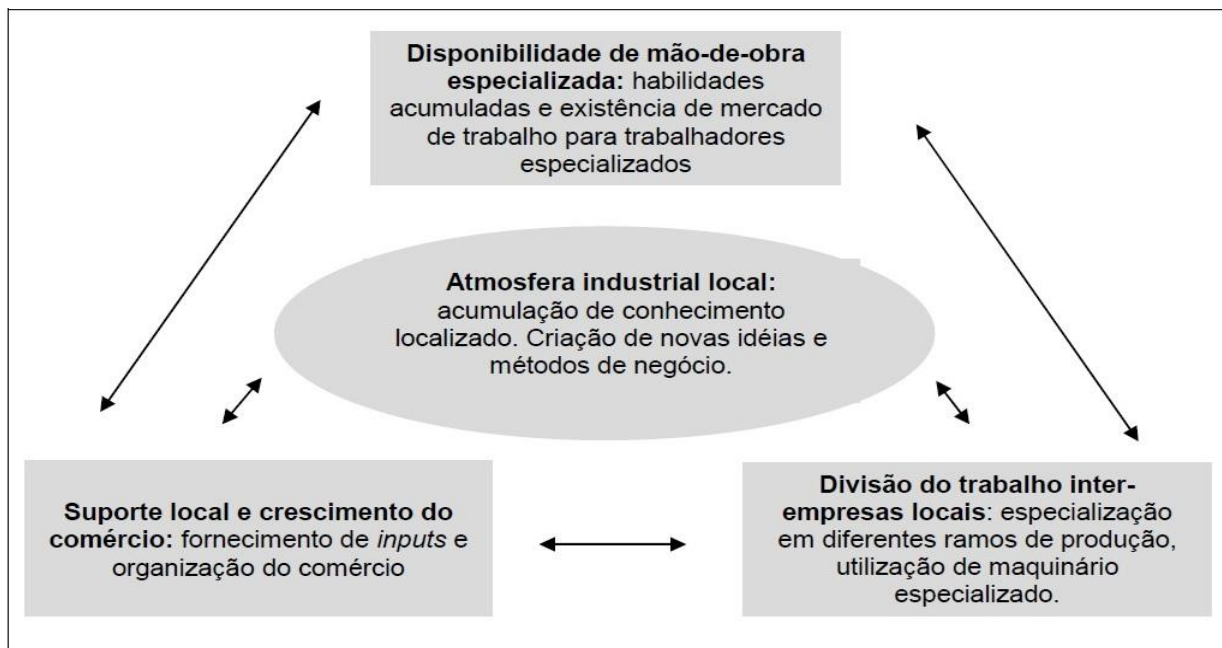 Disponibilidade de mão-de-obra
especializada: habilidades
acumuladas e existência de mercado
de trabalho para trabalhadores
especializados
Atmosfera industrial local:
acumulação de conhecimento
localizado. Criação de novas idéias e
métodos de negócio.
Suporte local e crescimento do
comércio: fornecimento de inputs e
organização do comércio
Divisão do trabalho inter-
empresas locais: especialização
em diferentes ramos de produção,
utilização de maquinário
especializado.